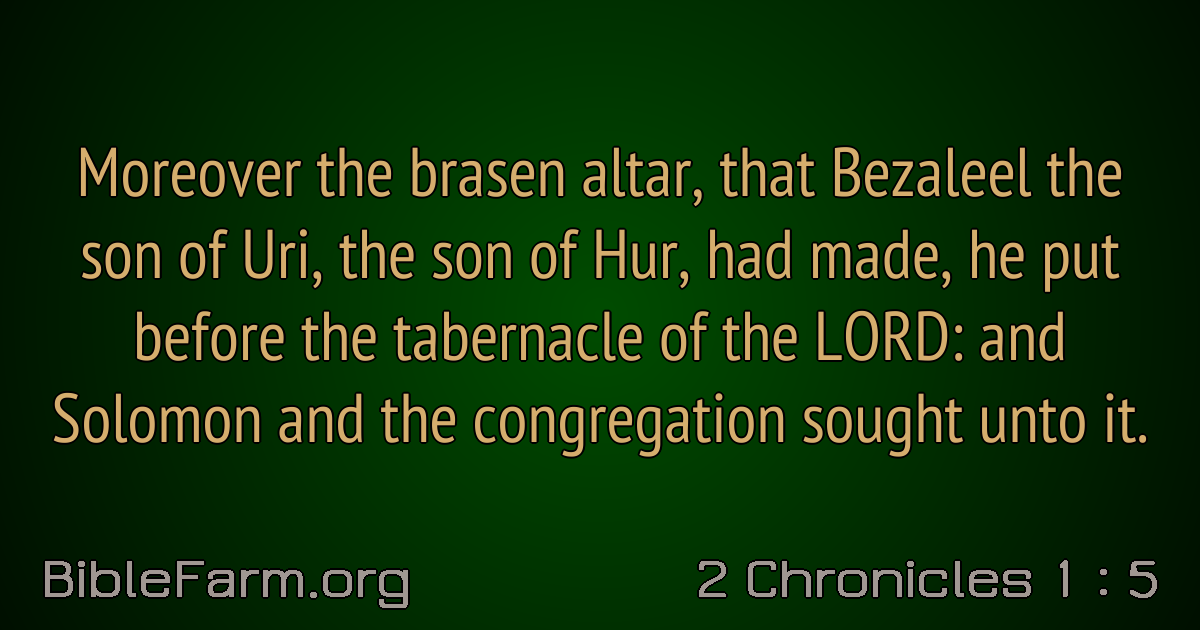 Moreover the brasen altar, that Bezaleel the
son of Uri, the son of Hur, had made, he put
before the tabernacle of the LORD: and
Solomon and the congregation sought unto it.
BibleFarm.org
2 Chronicles 1 : 5